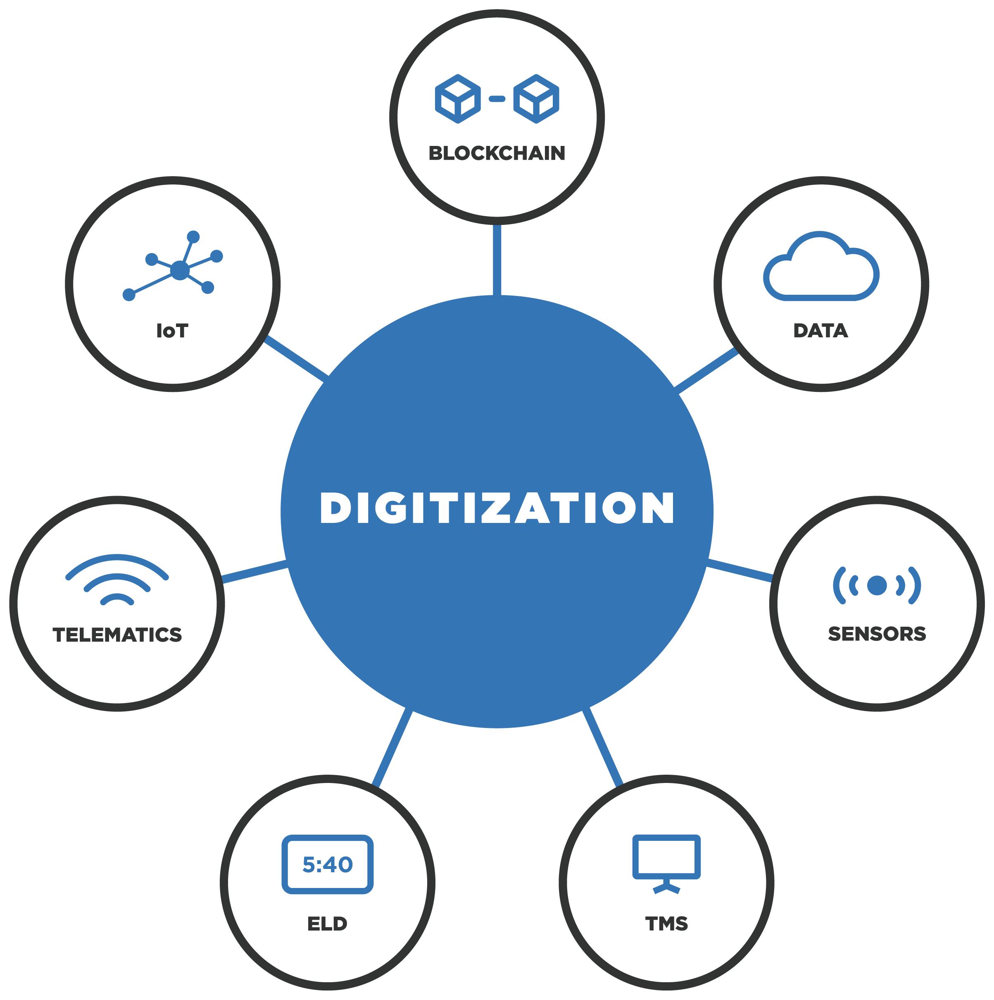 BLOCKCHAIN
IoT
DATA
DIGITIZATION
TELEMATICS
SENSORS
5:40
ELD
TMS